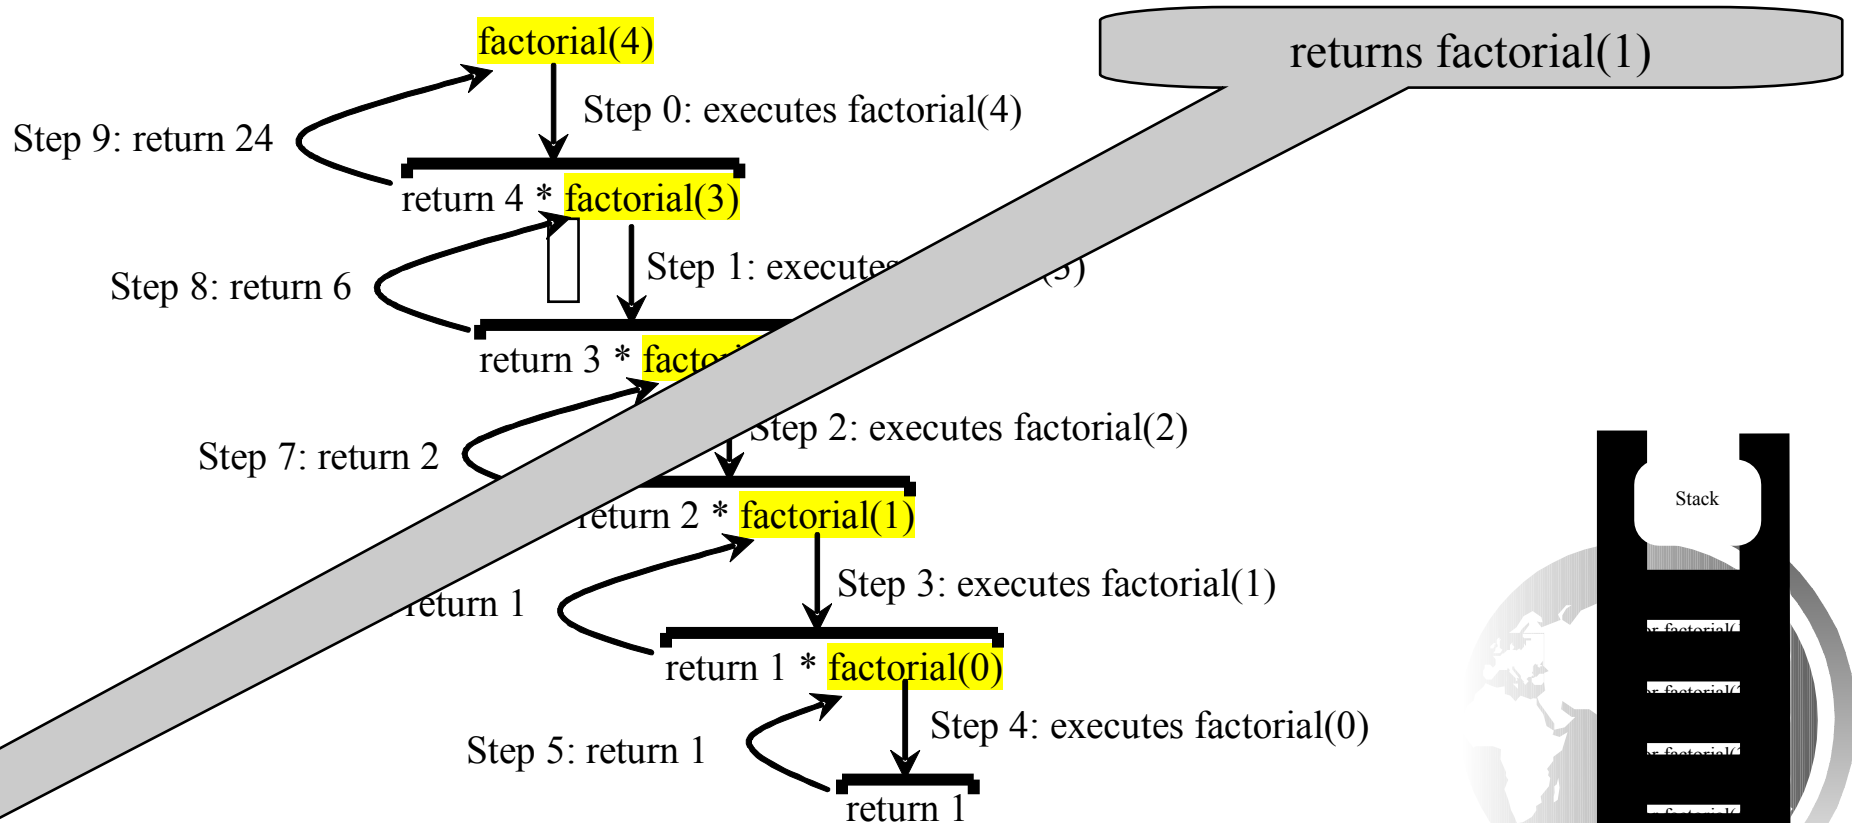 factorial(4)
returns factorial(1)
Step 0: executes factorial(4)
Step 9: return 24
return 4 * factorial(3)
Step 1: executes
Step 8: return 6
return 3 *
Step 2: executes factorial(2)
Step 7: return 2
Stack
return 2 * factorial(1)
Step 3: executes factorial(1)
return 1
return 1 * factorial(0)
Step 4: executes factorial(0)
Step 5: return 1
return 1